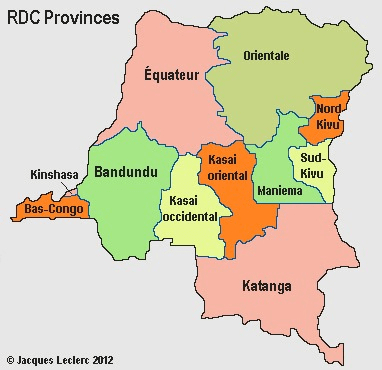 RDC Provinces
Orientale
Équateur
Nord
Kivu
Kasai
oriental
Sud-
Kivu
Bandundu
Kinshasa
Maniema
Kasai
occidental
Bas-Congo
Katanga
© Jacques Leclerc 2012